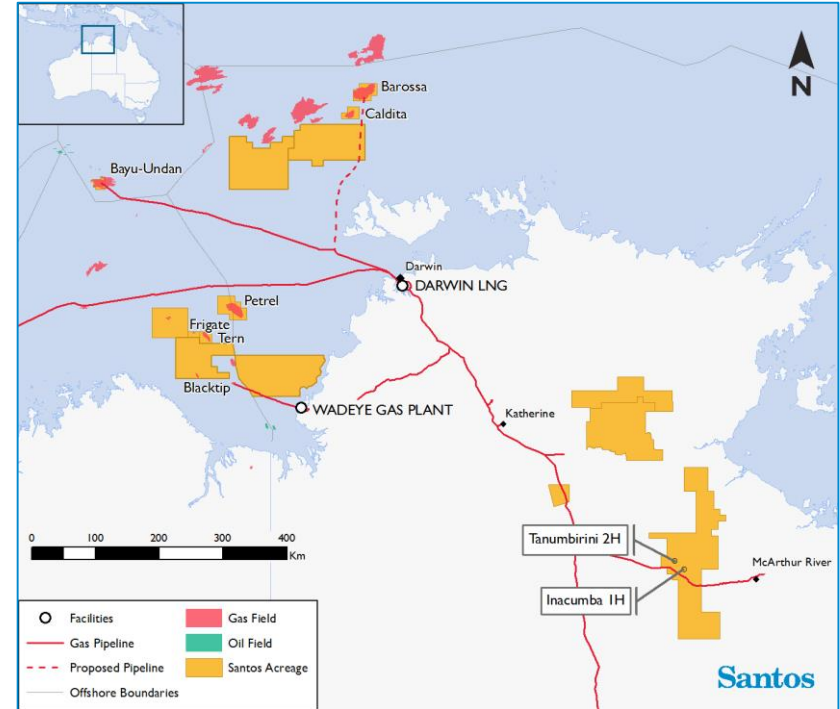 N
Barossa
Caldita
Bayu-Undan
Darwin
DARWIN LNG
Petrel
Frigate
Tern
Blacktip
WADEYE GAS PLANT
Katherine
Tanumbirini 2H
McArthur River
Inacumba 1H
0 100 200 300 400
Km
Facilities
Gas Pipeline
Proposed Pipeline
Offshore Boundaries
Gas Field
Oil Field
Santos Acreage
Santos